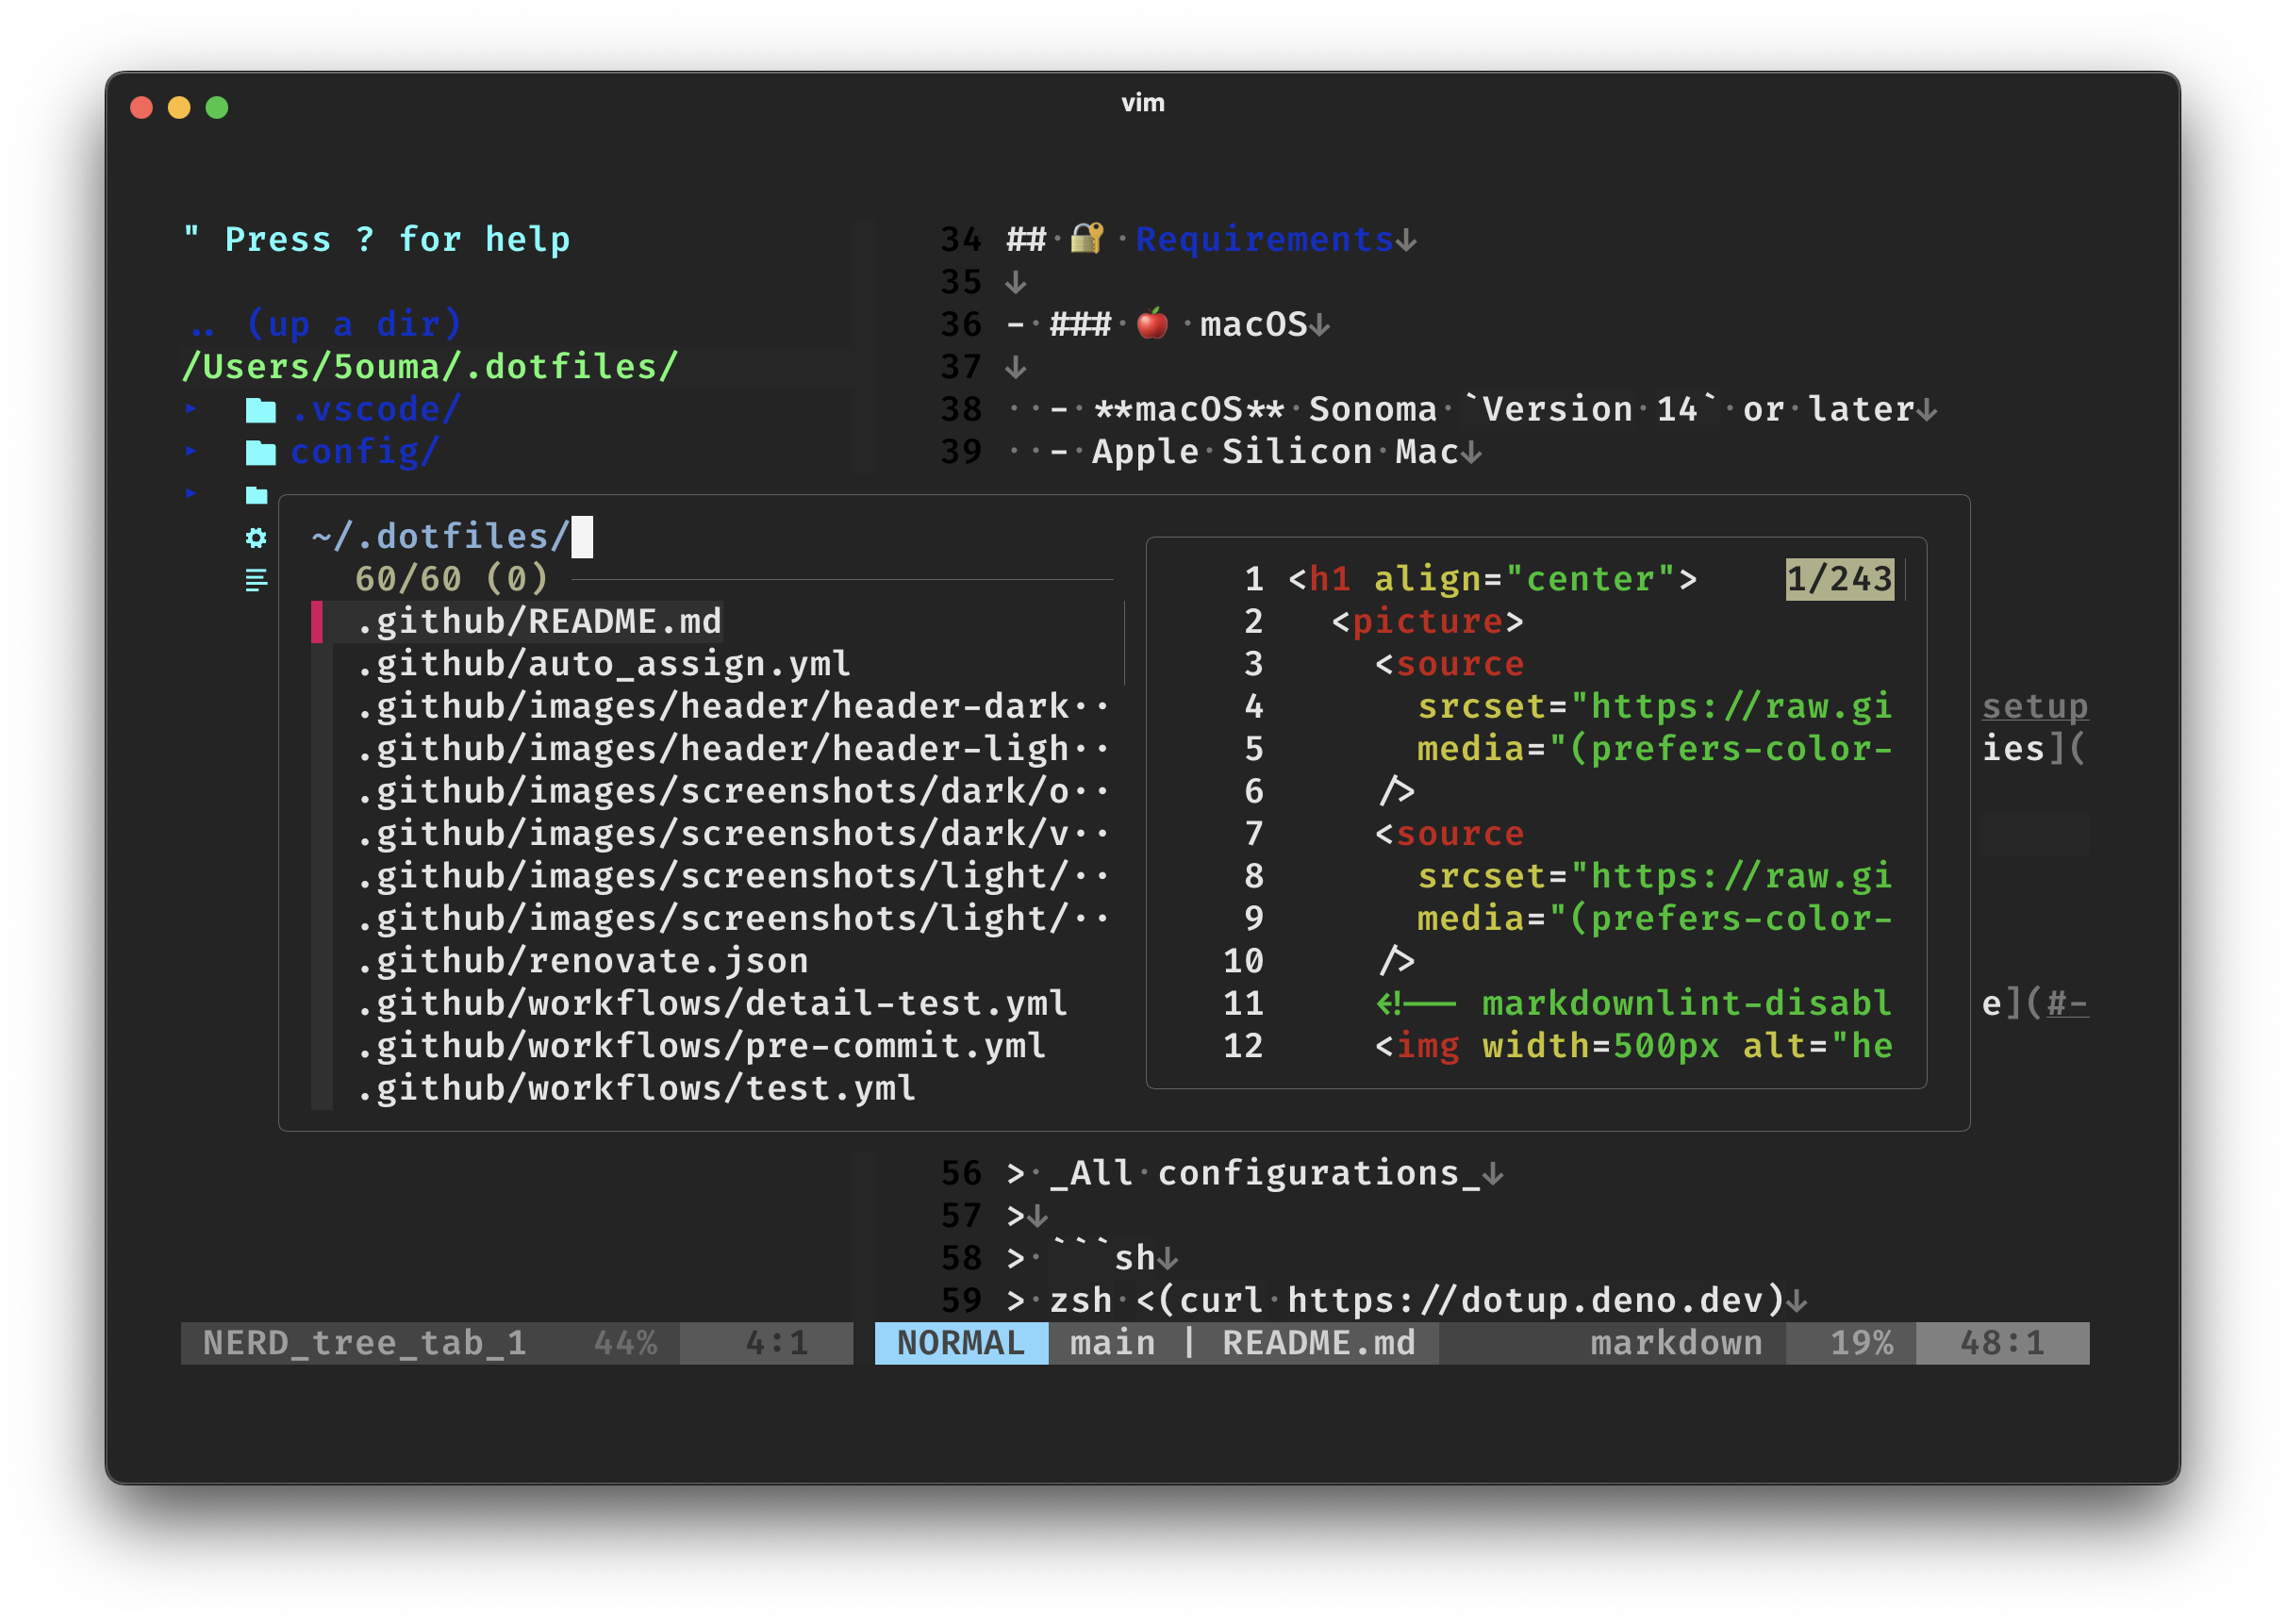 vim
" Press ? for help
.. (up a dir)
/Users/5ouma/.dotfiles/
▸ .vscode/
▸ config/
▸
34 ## · 🔐 · Requirements↓
35 ↓
36 - · ### · 🍎 · macOS↓
37 ↓
38 · · - · **macOS** · Sonoma · `Version · 14` · or · later↓
39 · · - · Apple · Silicon · Mac↓
~/.dotfiles/
60/60 (0)
.github/README.md
.github/auto_assign.yml
.github/images/header/header-dark··
.github/images/header/header-ligh··
.github/images/screenshots/dark/o··
.github/images/screenshots/dark/v··
.github/images/screenshots/light/··
.github/images/screenshots/light/··
.github/renovate.json
.github/workflows/detail-test.yml
.github/workflows/pre-commit.yml
.github/workflows/test.yml
1 <h1 align="center"> 1/243
2 <picture>
3 <source
4 srcset="https://raw.gi
5 media="(prefers-color-
6 />
7 <source
8 srcset="https://raw.gi
9 media="(prefers-color-
10 />
11 <!-- markdownlint-disabl
12 <img width=500px alt="he
setup
ies](
e](#-
56 > · _All · configurations_↓
57 >↓
58 > · ```sh↓
59 > · zsh · <(curl · https://dotup.deno.dev)↓
NERD_tree_tab_1 44% 4:1
NORMAL main | README.md markdown 19% 48:1